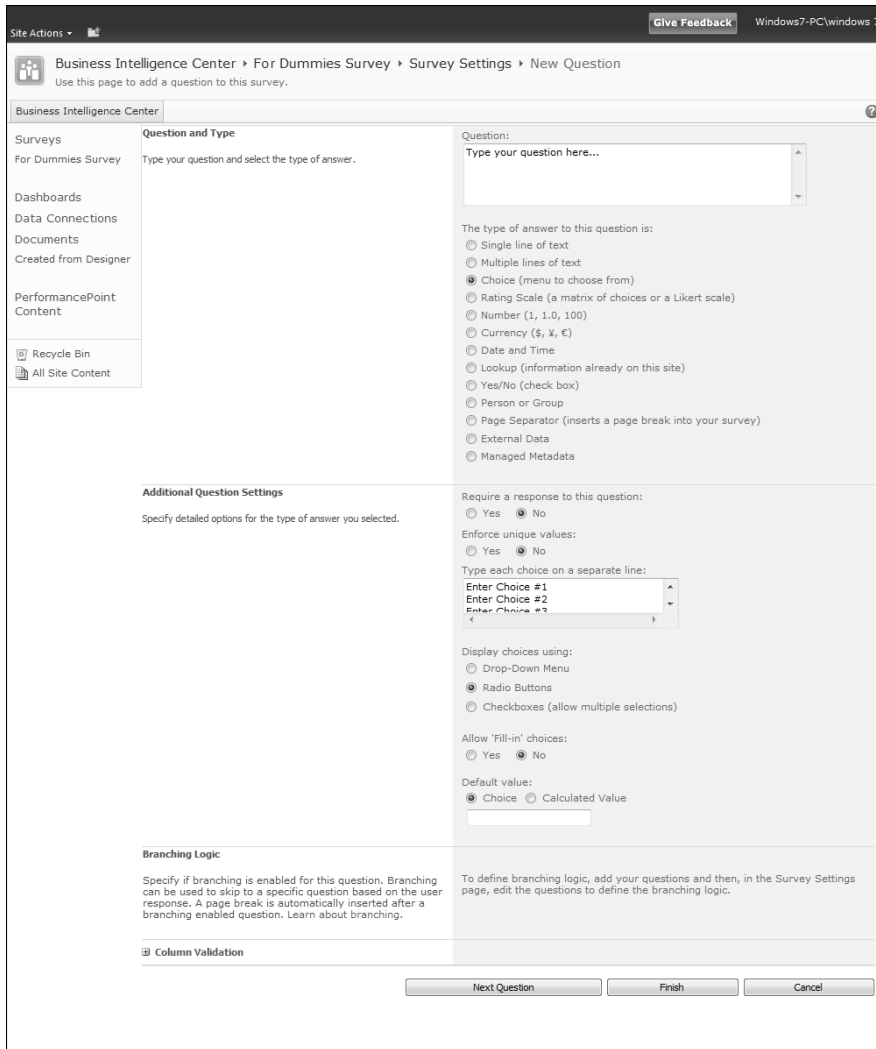 Give Feedback
Windows7-PC\windows 7
Site Actions
Business Intelligence Center ▸ For Dummies Survey ▸ Survey Settings ▸ New Question
Use this page to add a question to this survey.
Business Intelligence Center
Surveys
For Dummies Survey
Dashboards
Data Connections
Documents
Created from Designer
PerformancePoint
Content
Recycle Bin
All Site Content
Question and Type
Type your question and select the type of answer.
Question:
Type your question here...
The type of answer to this question is:
Single line of text
Multiple lines of text
Choice (menu to choose from)
Rating Scale (a matrix of choices or a Likert scale)
Number (1, 1.0, 100)
Currency ($, ¥, €)
Date and Time
Lookup (information already on this site)
Yes/No (check box)
Person or Group
Page Separator (inserts a page break into your survey)
External Data
Managed Metadata
Additional Question Settings
Specify detailed options for the type of answer you selected.
Require a response to this question:
Yes No
Enforce unique values:
Yes No
Type each choice on a separate line:
Enter Choice #1
Enter Choice #2
Enter Choice #3
Display choices using:
Drop-Down Menu
Radio Buttons
Checkboxes (allow multiple selections)
Allow 'Fill-in' choices:
Yes No
Default value:
Choice Calculated Value
Branching Logic
Specify if branching is enabled for this question. Branching
can be used to skip to a specific question based on the user
response. A page break is automatically inserted after a
branching enabled question. Learn about branching.
To define branching logic, add your questions and then, in the Survey Settings
page, edit the questions to define the branching logic.
Column Validation
Next Question
Finish
Cancel